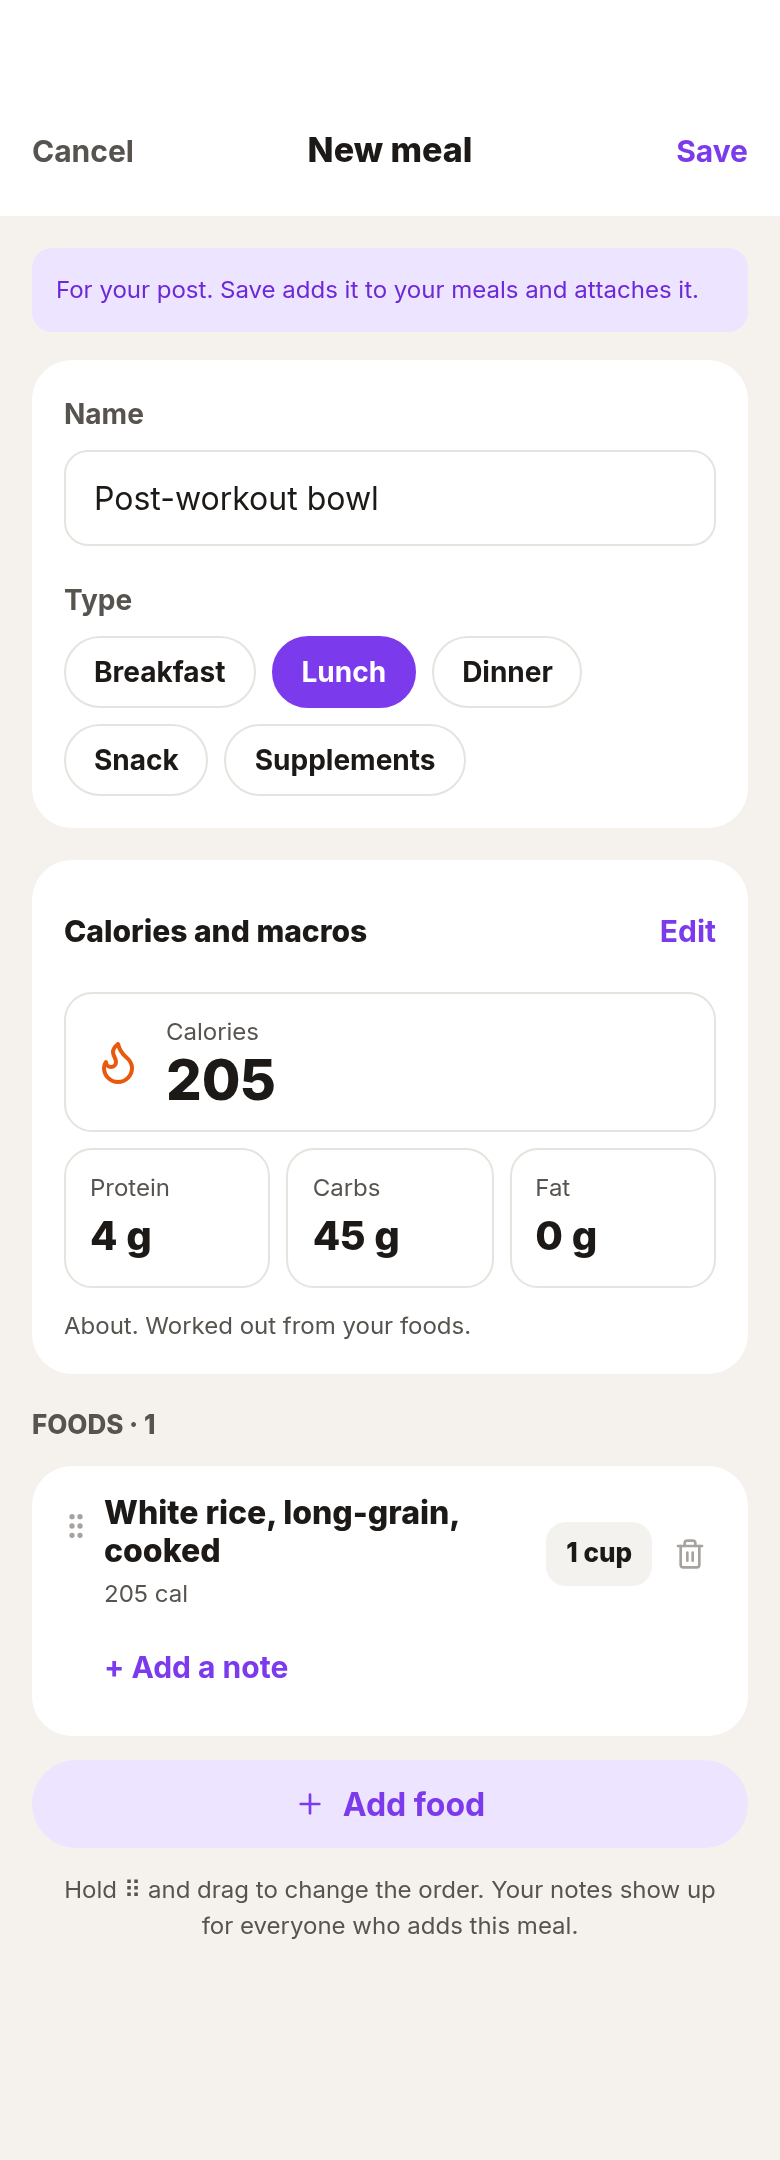 Cancel
New meal
Save
For your post. Save adds it to your meals and attaches it.
Name
Post-workout bowl
Type
Breakfast
Lunch
Dinner
Snack
Supplements
Calories and macros
Edit
Calories
205
Protein
4 g
Carbs
45 g
Fat
0 g
About. Worked out from your foods.
FOODS · 1
White rice, long-grain,
cooked
205 cal
1 cup
+ Add a note
+ Add food
Hold ⠿ and drag to change the order. Your notes show up
for everyone who adds this meal.